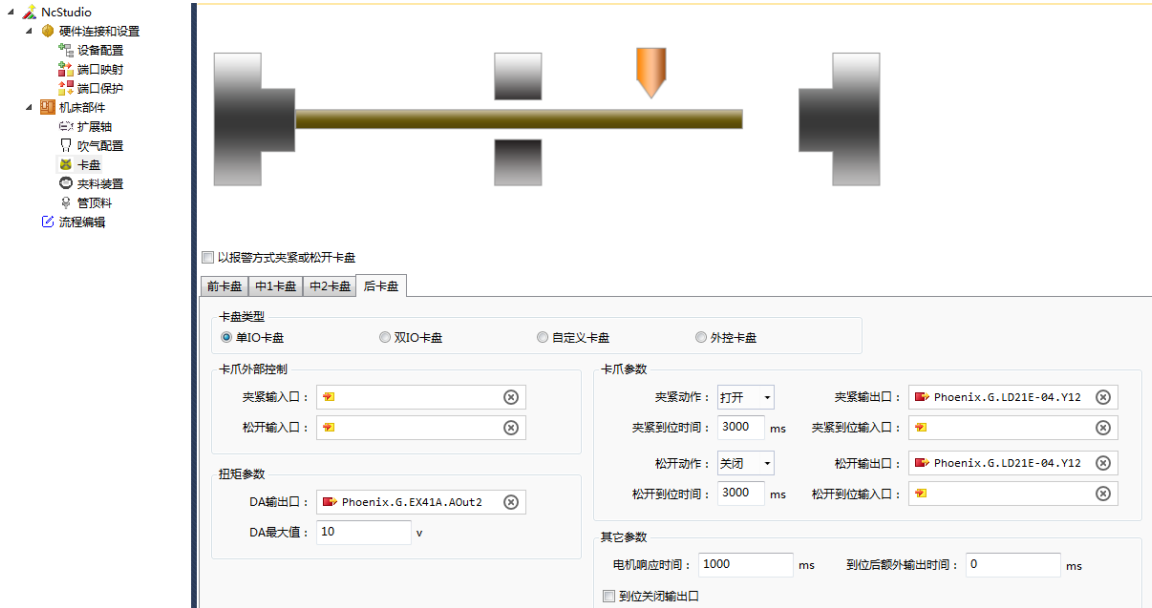 NcStudio
硬件连接和设置
设备配置
端口映射
端口保护
机床部件
扩展轴
吹气配置
卡盘
夹料装置
管顶料
流程编辑
以报警方式夹紧或松开卡盘
前卡盘 中1卡盘 中2卡盘 后卡盘
卡盘类型
单IO卡盘 双IO卡盘 自定义卡盘 外控卡盘
卡爪外部控制
夹紧输入口：
松开输入口：
扭矩参数
DA输出口： Phoenix.G.EX41A.AOut2
DA最大值： 10 v
卡爪参数
夹紧动作： 打开 夹紧输出口： Phoenix.G.LD21E-04.Y12
夹紧到位时间： 3000 ms 夹紧到位输入口：
松开动作： 关闭 松开输出口： Phoenix.G.LD21E-04.Y12
松开到位时间： 3000 ms 松开到位输入口：
其它参数
电机响应时间： 1000 ms 到位后额外输出时间： 0 ms
到位关闭输出口